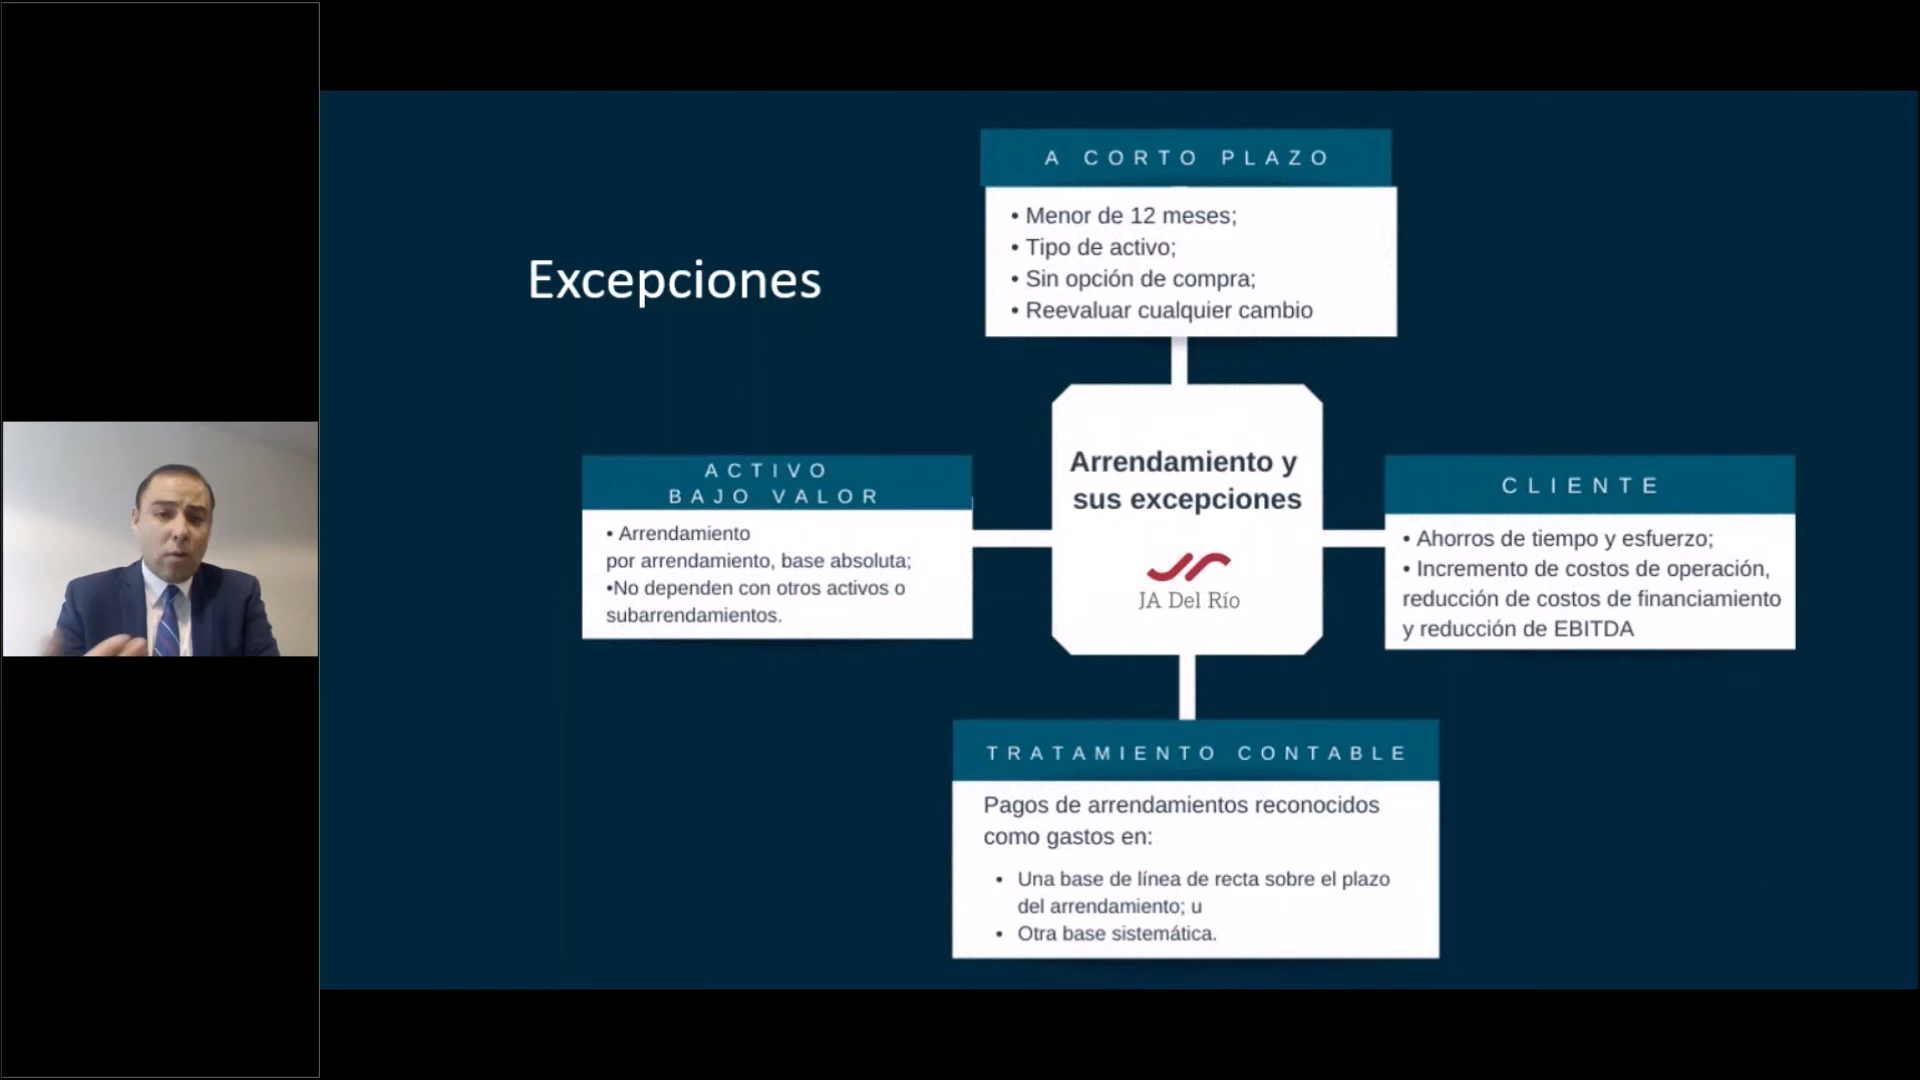 Excepciones
A CORTO PLAZO
• Menor de 12 meses;
• Tipo de activo;
• Sin opción de compra;
• Reevaluar cualquier cambio
ACTIVO
BAJO VALOR
• Arrendamiento
por arrendamiento, base absoluta;
•No dependen con otros activos o
subarrendamientos.
Arrendamiento y
sus excepciones
JA Del Río
CLIENTE
• Ahorros de tiempo y esfuerzo;
• Incremento de costos de operación,
reducción de costos de financiamiento
y reducción de EBITDA
TRATAMIENTO CONTABLE
Pagos de arrendamientos reconocidos
como gastos en:
• Una base de línea de recta sobre el plazo
del arrendamiento; u
• Otra base sistemática.